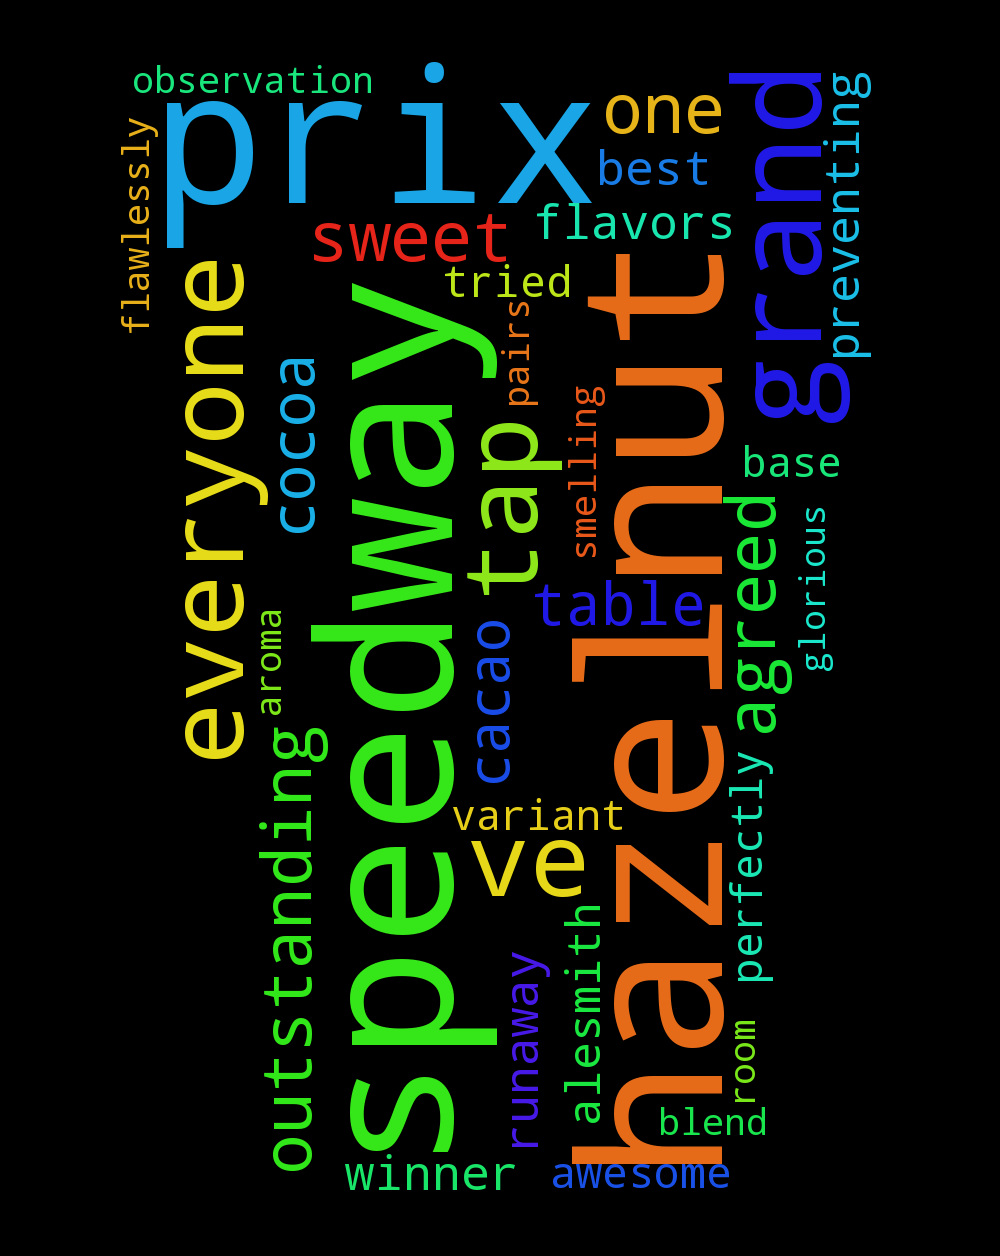 observation
prix
one
best
grand
preventing
flawlessly
sweet
flavors
tried
everyone
cocoa
speedway
pairs
tap
smelling
hazelnut
base
agreed
glorious
table
aroma
cacao
outstanding
variant
ve
perfectly
alesmith
runaway
room
blend
winner
awesome